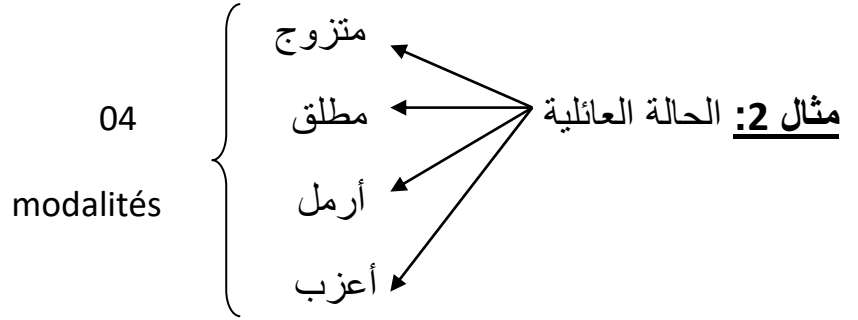 مثال 2: الحالة العائلية
متزوج
مطلق
أرمل
أعزب
04
modalités